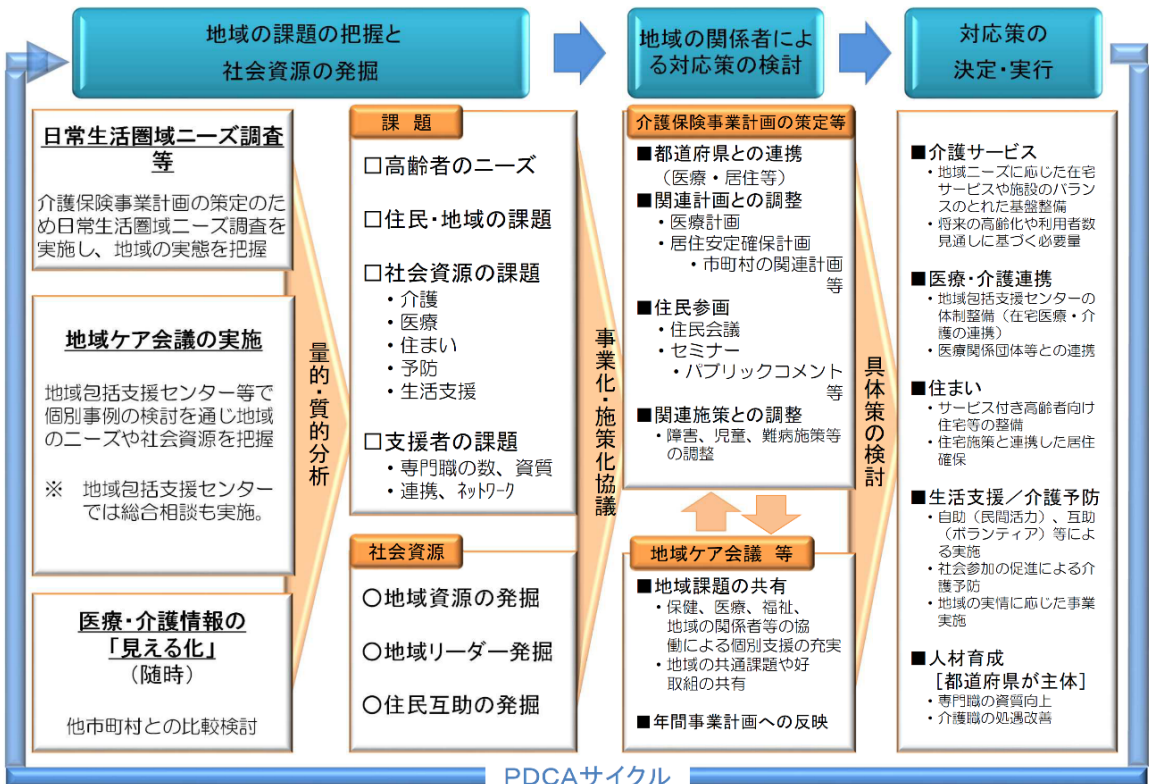 地域の課題の把握と
社会資源の発掘
地域の関係者によ
る対応策の検討
対応策の
決定・実行
日常生活圏域ニーズ調査
等
介護保険事業計画の策定のた
め日常生活圏域ニーズ調査を
実施し、地域の実態を把握
地域ケア会議の実施
地域包括支援センター等で
個別事例の検討を通じ地域
のニーズや社会資源を把握
※ 地域包括支援センター
では総合相談も実施。
医療・介護情報の
「見える化」
（随時）
他市町村との比較検討
量的・質的分析
課 題
□高齢者のニーズ
□住民・地域の課題
□社会資源の課題
・介護
・医療
・住まい
・予防
・生活支援
□支援者の課題
・専門職の数、資質
・連携、ﾈｯﾄﾜｰｸ
社会資源
○地域資源の発掘
○地域リーダー発掘
○住民互助の発掘
事業化・施策化協議
介護保険事業計画の策定等
■都道府県との連携
（医療・居住等）
■関連計画との調整
・医療計画
・居住安定確保計画
・市町村の関連計画
等
■住民参画
・住民会議
・セミナー
・パブリックコメント
等
■関連施策との調整
・障害、児童、難病施策等
の調整
地域ケア会議 等
■地域課題の共有
・保健、医療、福祉、
地域の関係者等の協
働による個別支援の充実
・地域の共通課題や好
取組の共有
■年間事業計画への反映
具体策の検討
■介護サービス
・地域ニーズに応じた在宅
サービスや施設のバラン
スのとれた基盤整備
・将来の高齢化や利用者数
見通しに基づく必要量
■医療・介護連携
・地域包括支援センターの
体制整備（在宅医療・介
護の連携）
・医療関係団体等との連携
■住まい
・サービス付き高齢者向け
住宅等の整備
・住宅施策と連携した居住
確保
■生活支援／介護予防
・自助（民間活力）、互助
（ボランティア）等によ
る実施
・社会参加の促進による介
護予防
・地域の実情に応じた事業
実施
■人材育成
［都道府県が主体］
・専門職の資質向上
・介護職の処遇改善
PDCAサイクル